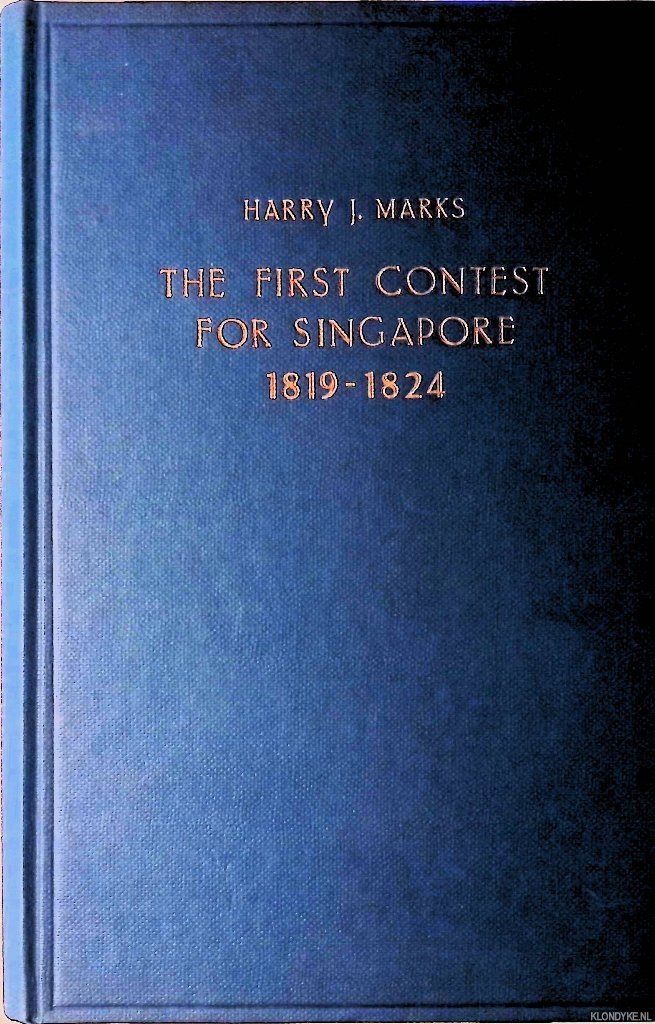 HARRY J. MARKS
THE FIRST CONTEST
FOR SINGAPORE
1819-1824
KLONDYKE.NL